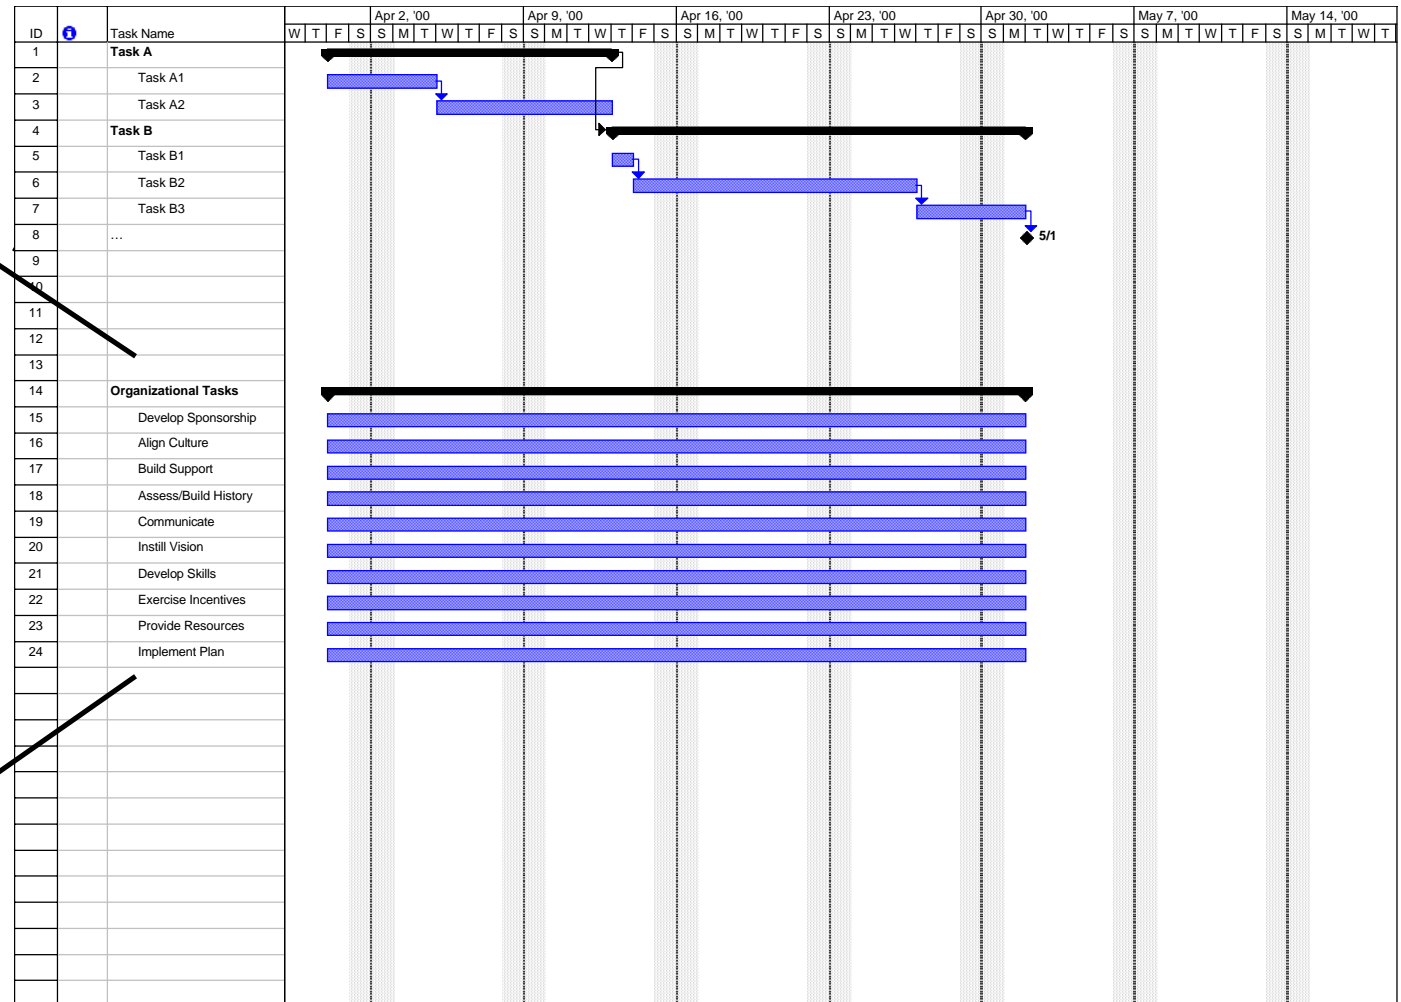 Apr 2, '00 Apr 9, '00 Apr 16, '00 Apr 23, '00 Apr 30, '00 May 7, '00 May 14, '00
ID i Task Name W T F S S M T W T F S S M T W T F S S M T W T F S S M T W T F S S M T W T F S S M T W T F S S M T W T
1 Task A
2 Task A1
3 Task A2
4 Task B
5 Task B1
6 Task B2
7 Task B3
8 … 5/1
9
10
11
12
13
14 Organizational Tasks
15 Develop Sponsorship
16 Align Culture
17 Build Support
18 Assess/Build History
19 Communicate
20 Instill Vision
21 Develop Skills
22 Exercise Incentives
23 Provide Resources
24 Implement Plan